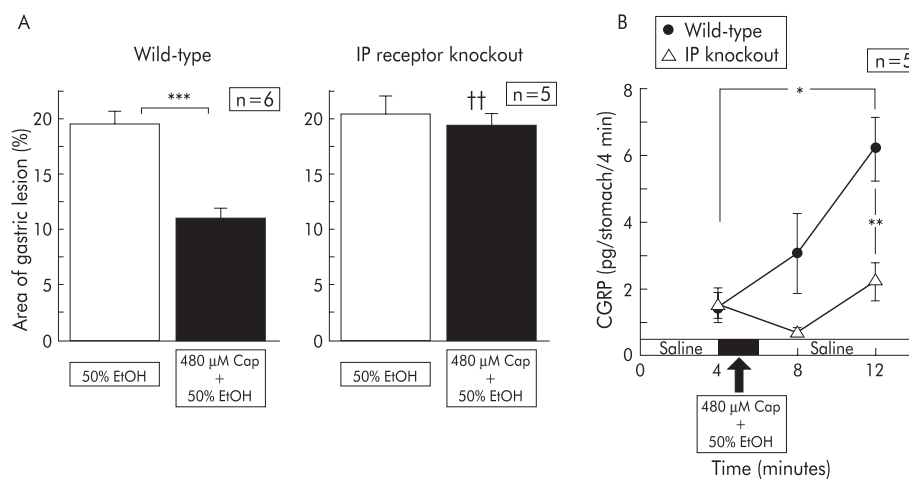 A
Wild-type
IP receptor knockout
***
n=6
††
n=5
Area of gastric lesion (%)
20
15
10
5
0
20
15
10
5
0
50% EtOH
480 μM Cap
+
50% EtOH
50% EtOH
480 μM Cap
+
50% EtOH
B
Wild-type
IP knockout
n=5
*
**
CGRP (pg/stomach/4 min)
8
6
4
2
0
Saline
Saline
0
4
8
12
480 μM Cap
+
50% EtOH
Time (minutes)